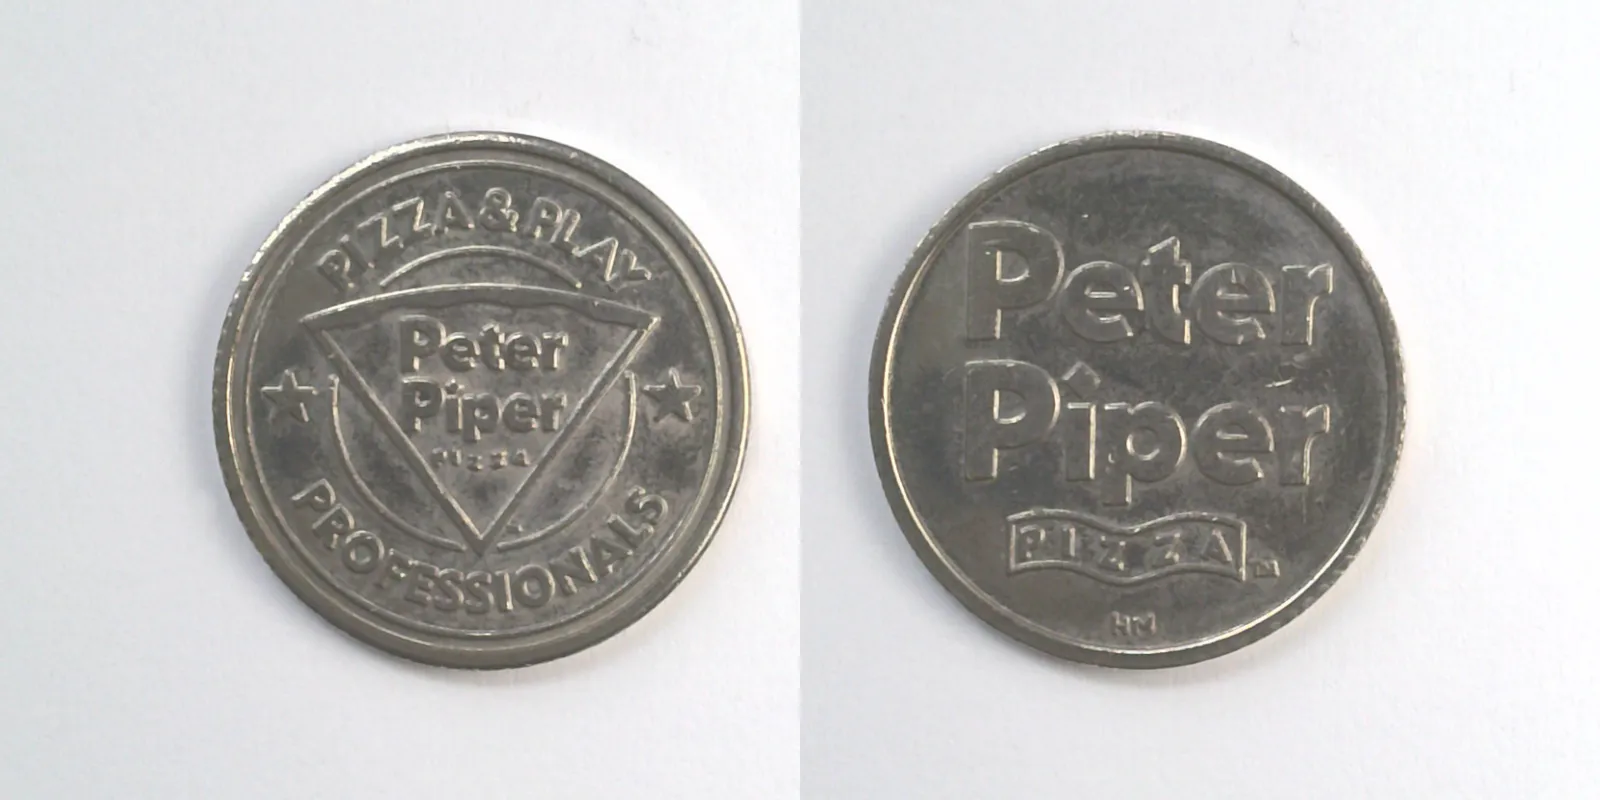 PIZZA & PLAY
Peter
Piper
PIZZA
PROFESSIONALS
Peter
Piper
PIZZA
HM